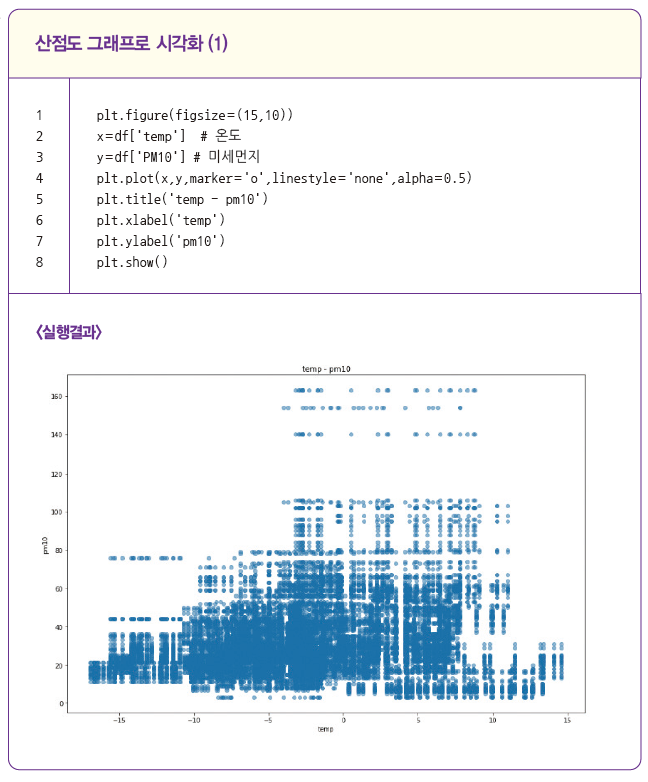 산점도 그래프로 시각화 (1)
1 plt.figure(figsize=(15,10))
2 x=df['temp'] # 온도
3 y=df['PM10'] # 미세먼지
4 plt.plot(x,y,marker='o',linestyle='none',alpha=0.5)
5 plt.title('temp - pm10')
6 plt.xlabel('temp')
7 plt.ylabel('pm10')
8 plt.show()
〈실행결과〉
temp - pm10
160
140
120
100
80
60
40
20
0
pm10
-15 -10 -5 0 5 10 15
temp